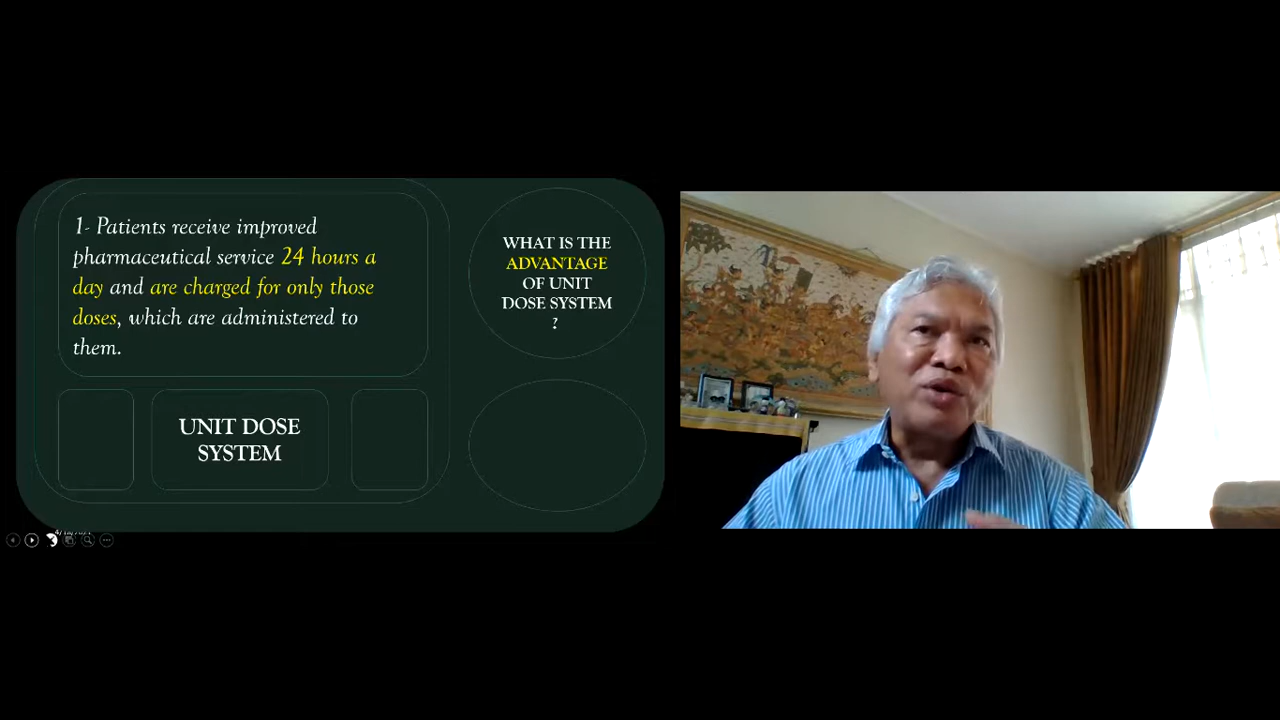 1- Patients receive improved
pharmaceutical service 24 hours a
day and are charged for only those
doses, which are administered to
them.
UNIT DOSE
SYSTEM
WHAT IS THE
ADVANTAGE
OF UNIT
DOSE SYSTEM
?